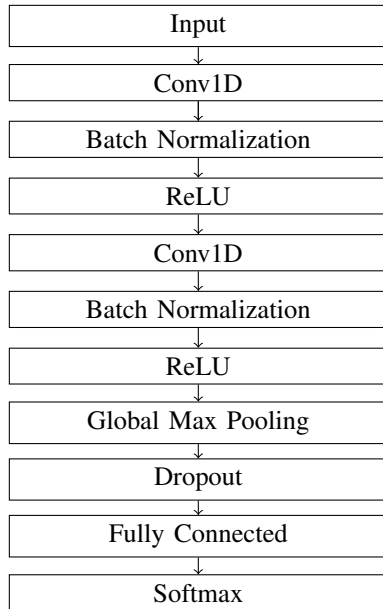 Input
Conv1D
Batch Normalization
ReLU
Conv1D
Batch Normalization
ReLU
Global Max Pooling
Dropout
Fully Connected
Softmax